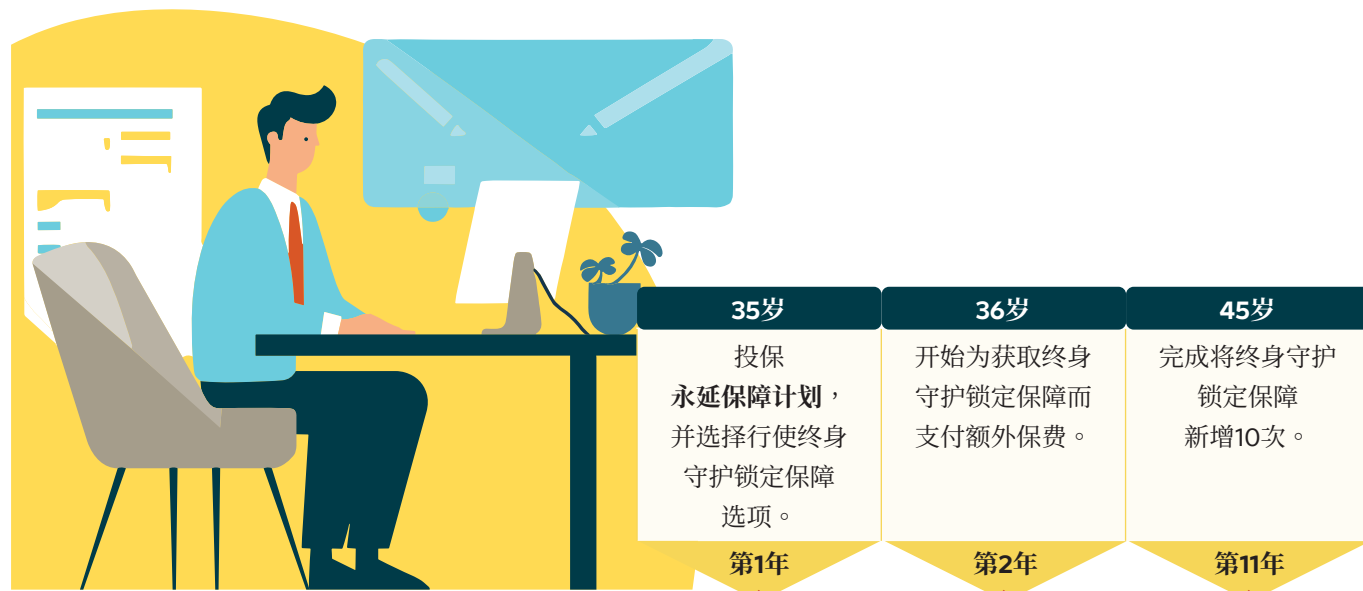 35岁
投保
永延保障计划，
并选择行使终身
守护锁定保障
选项。
第1年
36岁
开始为获取终身
守护锁定保障而
支付额外保费。
第2年
45岁
完成将终身守护
锁定保障
新增10次。
第11年